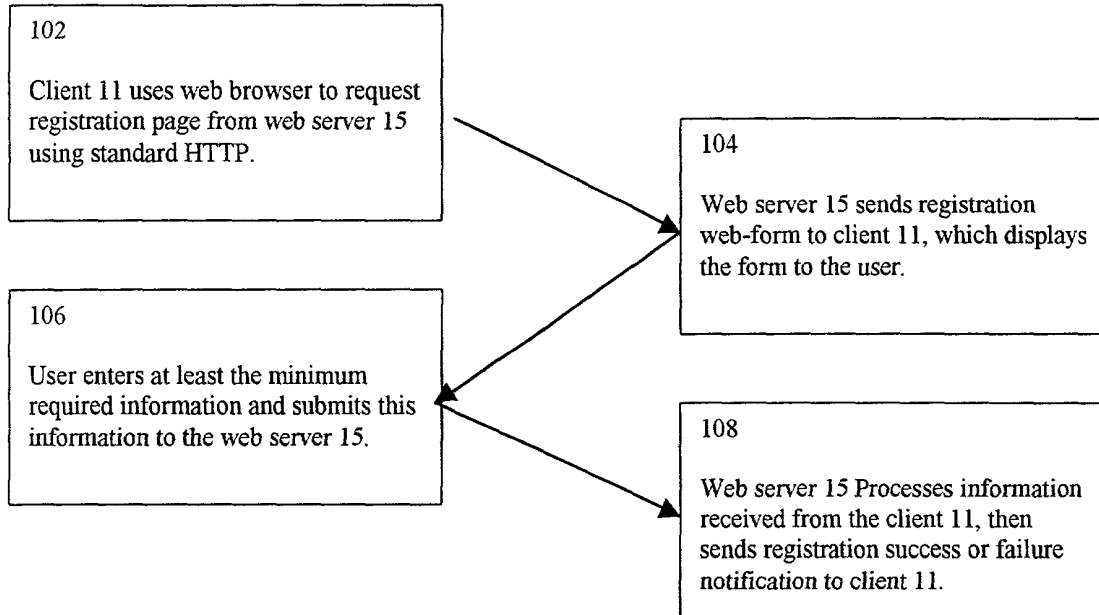 102
Client 11 uses web browser to request
registration page from web server 15
using standard HTTP.
104
Web server 15 sends registration
web-form to client 11, which displays
the form to the user.
106
User enters at least the minimum
required information and submits this
information to the web server 15.
108
Web server 15 Processes information
received from the client 11, then
sends registration success or failure
notification to client 11.